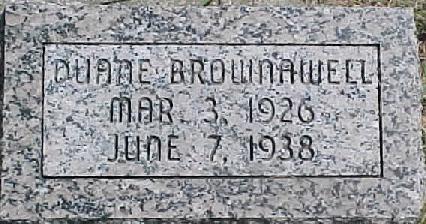 DUANE BROWNAWELL
MAR. 3, 1926
JUNE 7, 1938